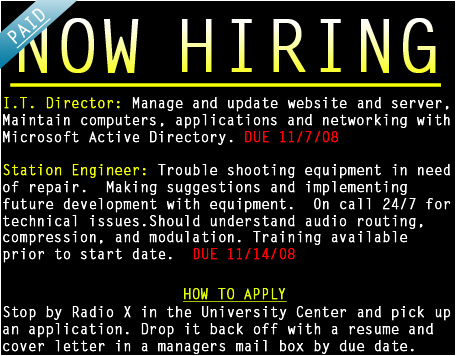 PAID
NOW HIRING
I.T. Director: Manage and update website and server,
Maintain computers, applications and networking with
Microsoft Active Directory. DUE 11/7/08
Station Engineer: Trouble shooting equipment in need
of repair.  Making suggestions and implementing
future development with equipment.  On call 24/7 for
technical issues.Should understand audio routing,
compression, and modulation. Training available
prior to start date.  DUE 11/14/08
HOW TO APPLY
Stop by Radio X in the University Center and pick up
an application. Drop it back off with a resume and
cover letter in a managers mail box by due date.